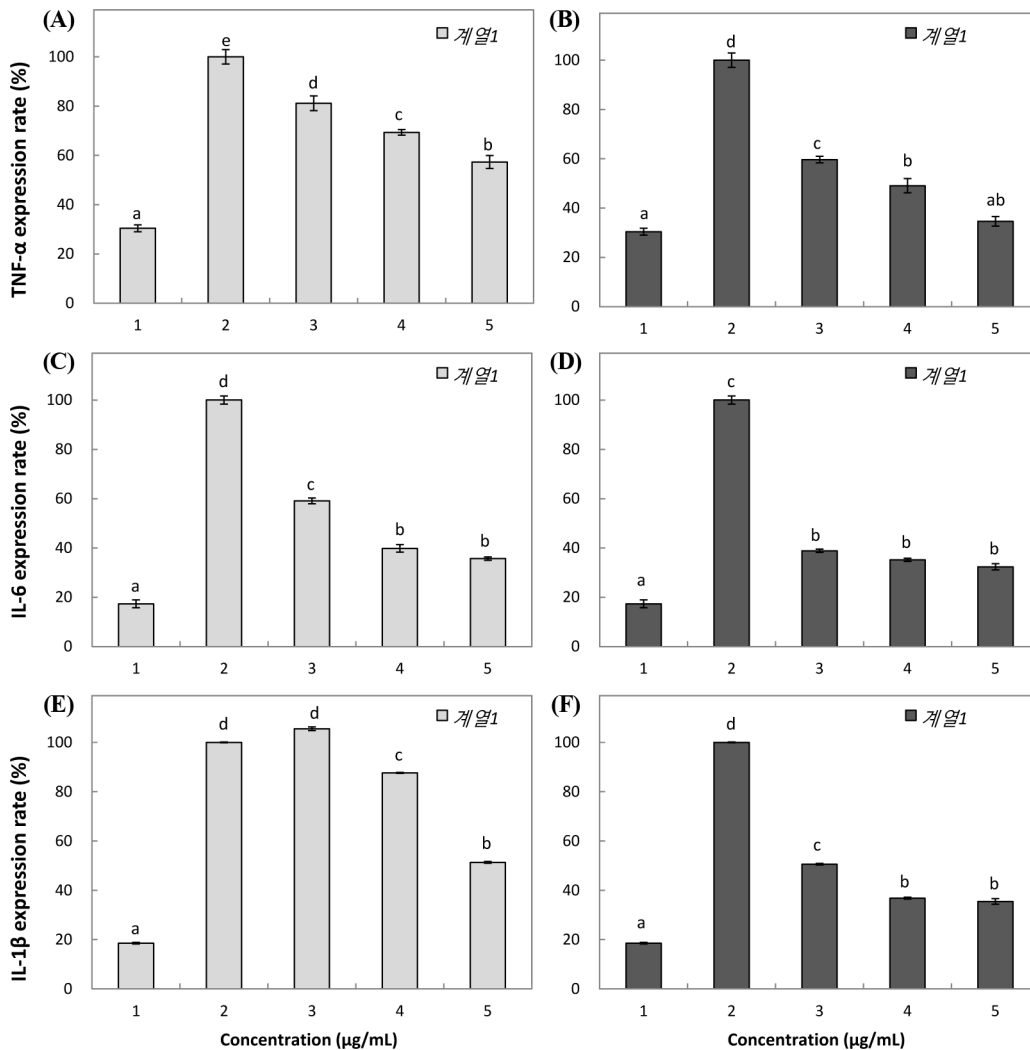 (A)
계열1
TNF-α expression rate (%)
100
80
60
40
20
0
a
e
d
c
b
1 2 3 4 5
(B)
계열1
100
80
60
40
20
0
a
d
c
b
ab
1 2 3 4 5
(C)
계열1
IL-6 expression rate (%)
100
80
60
40
20
0
a
d
c
b
b
1 2 3 4 5
(D)
계열1
100
80
60
40
20
0
a
c
b
b
b
1 2 3 4 5
(E)
계열1
IL-1β expression rate (%)
100
80
60
40
20
0
a
d
d
c
b
1 2 3 4 5
Concentration (μg/mL)
(F)
계열1
100
80
60
40
20
0
a
d
c
b
b
1 2 3 4 5
Concentration (μg/mL)